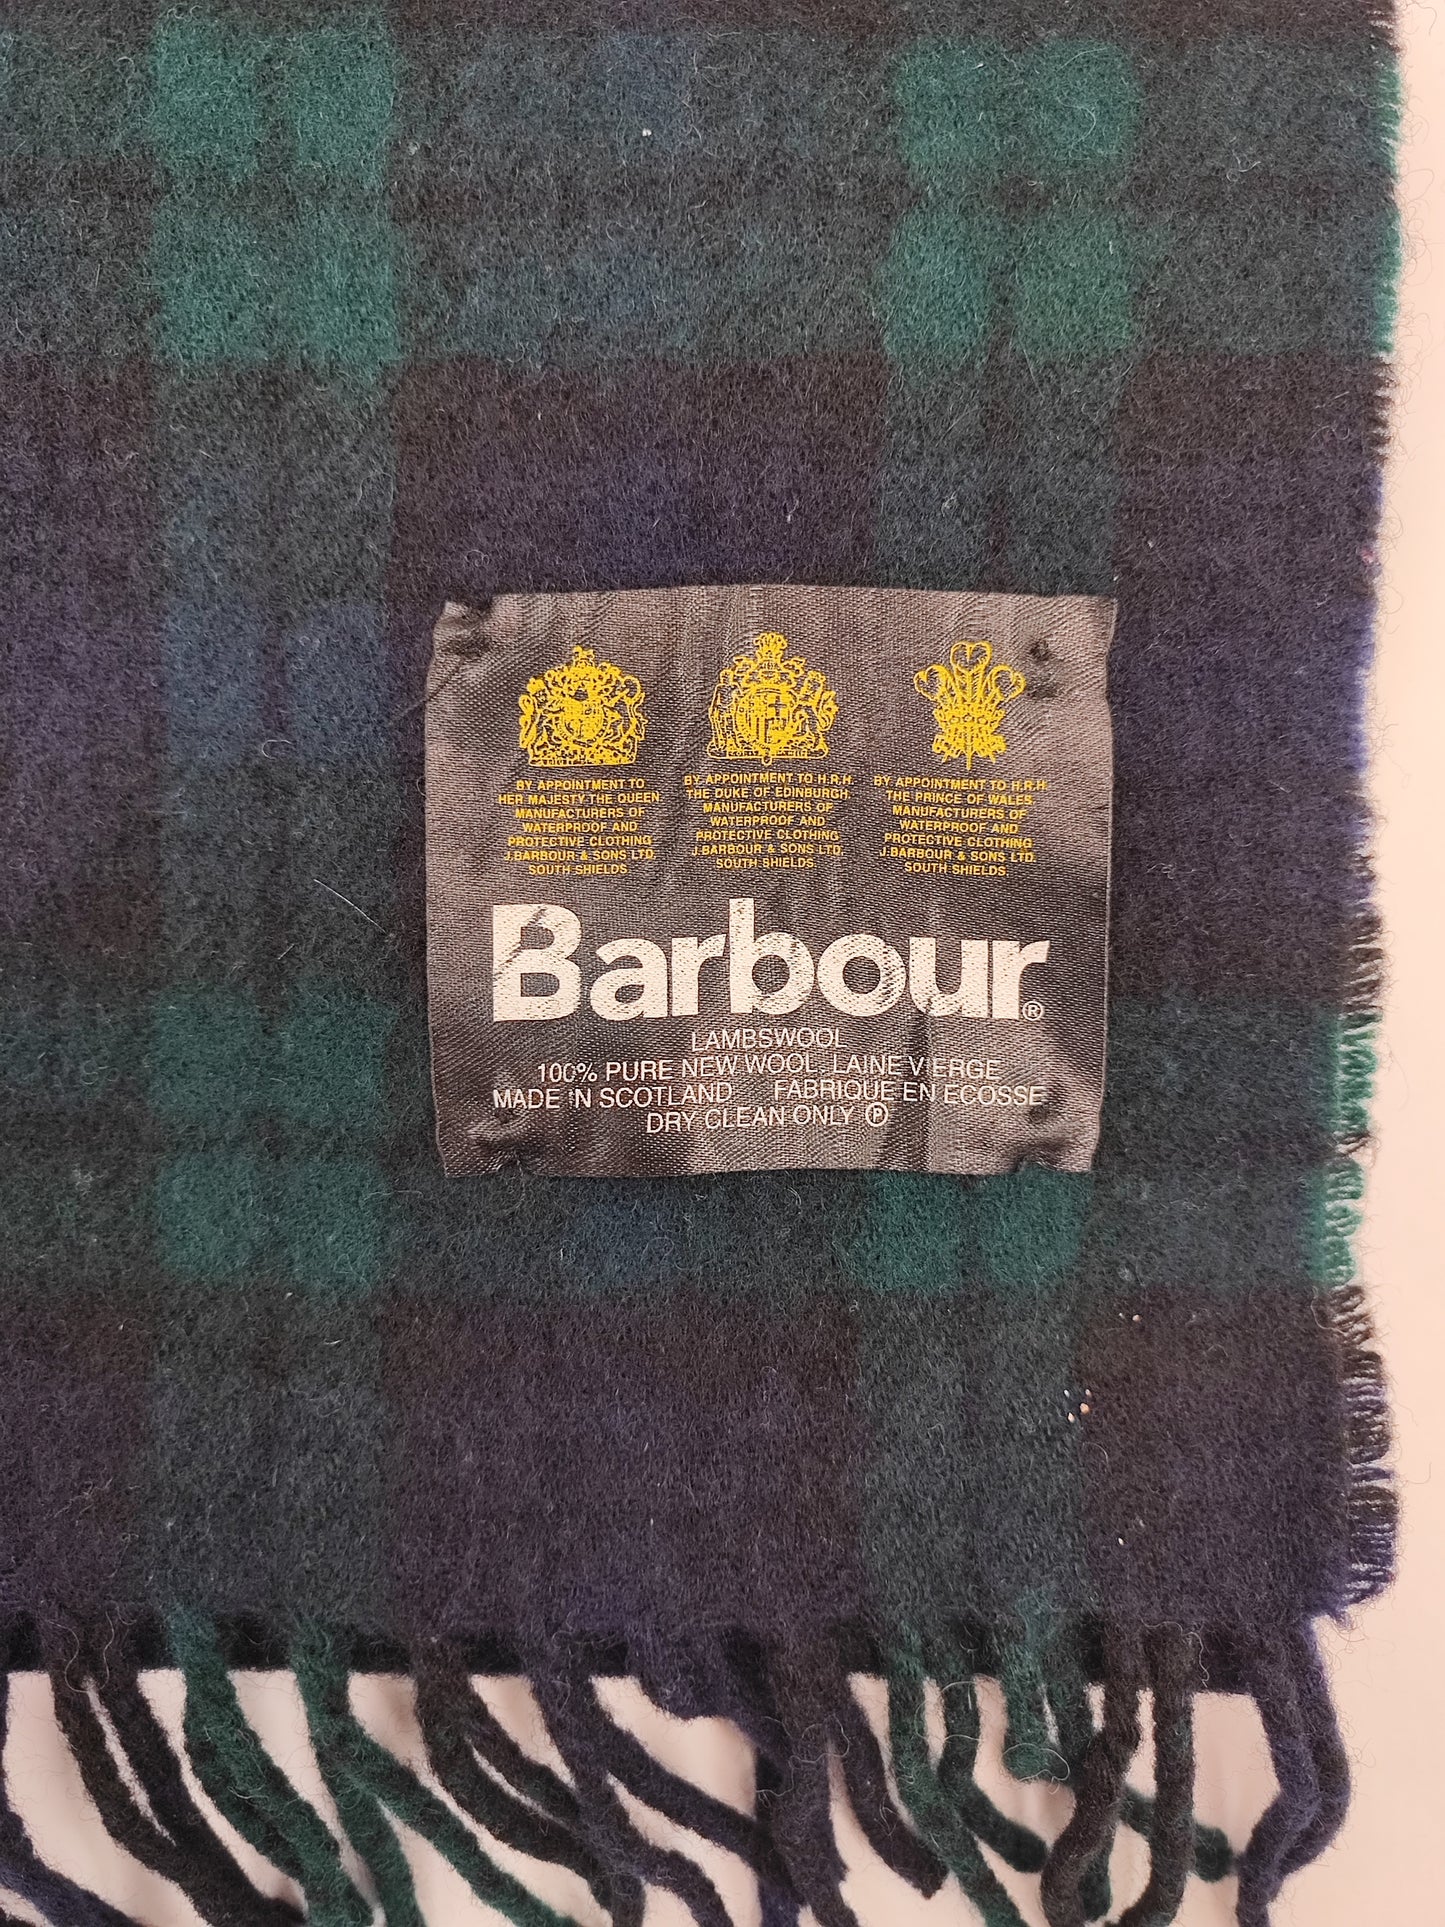 BY APPOINTMENT TO
HER MAJESTY THE QUEEN
MANUFACTURERS OF
WATERPROOF AND
PROTECTIVE CLOTHING
J.BARBOUR & SONS LTD.
SOUTH SHIELDS.
BY APPOINTMENT TO H.R.H.
THE DUKE OF EDINBURGH.
MANUFACTURERS OF
WATERPROOF AND
PROTECTIVE CLOTHING
J.BARBOUR & SONS LTD.
SOUTH SHIELDS.
BY APPOINTMENT TO H.R.H.
THE PRINCE OF WALES
MANUFACTURERS OF
WATERPROOF AND
PROTECTIVE CLOTHING
J.BARBOUR & SONS LTD.
SOUTH SHIELDS.
Barbour®
LAMBSWOOL
100% PURE NEW WOOL LAINE VIERGE
MADE IN SCOTLAND FABRIQUE EN ECOSSE
DRY CLEAN ONLY Ⓟ